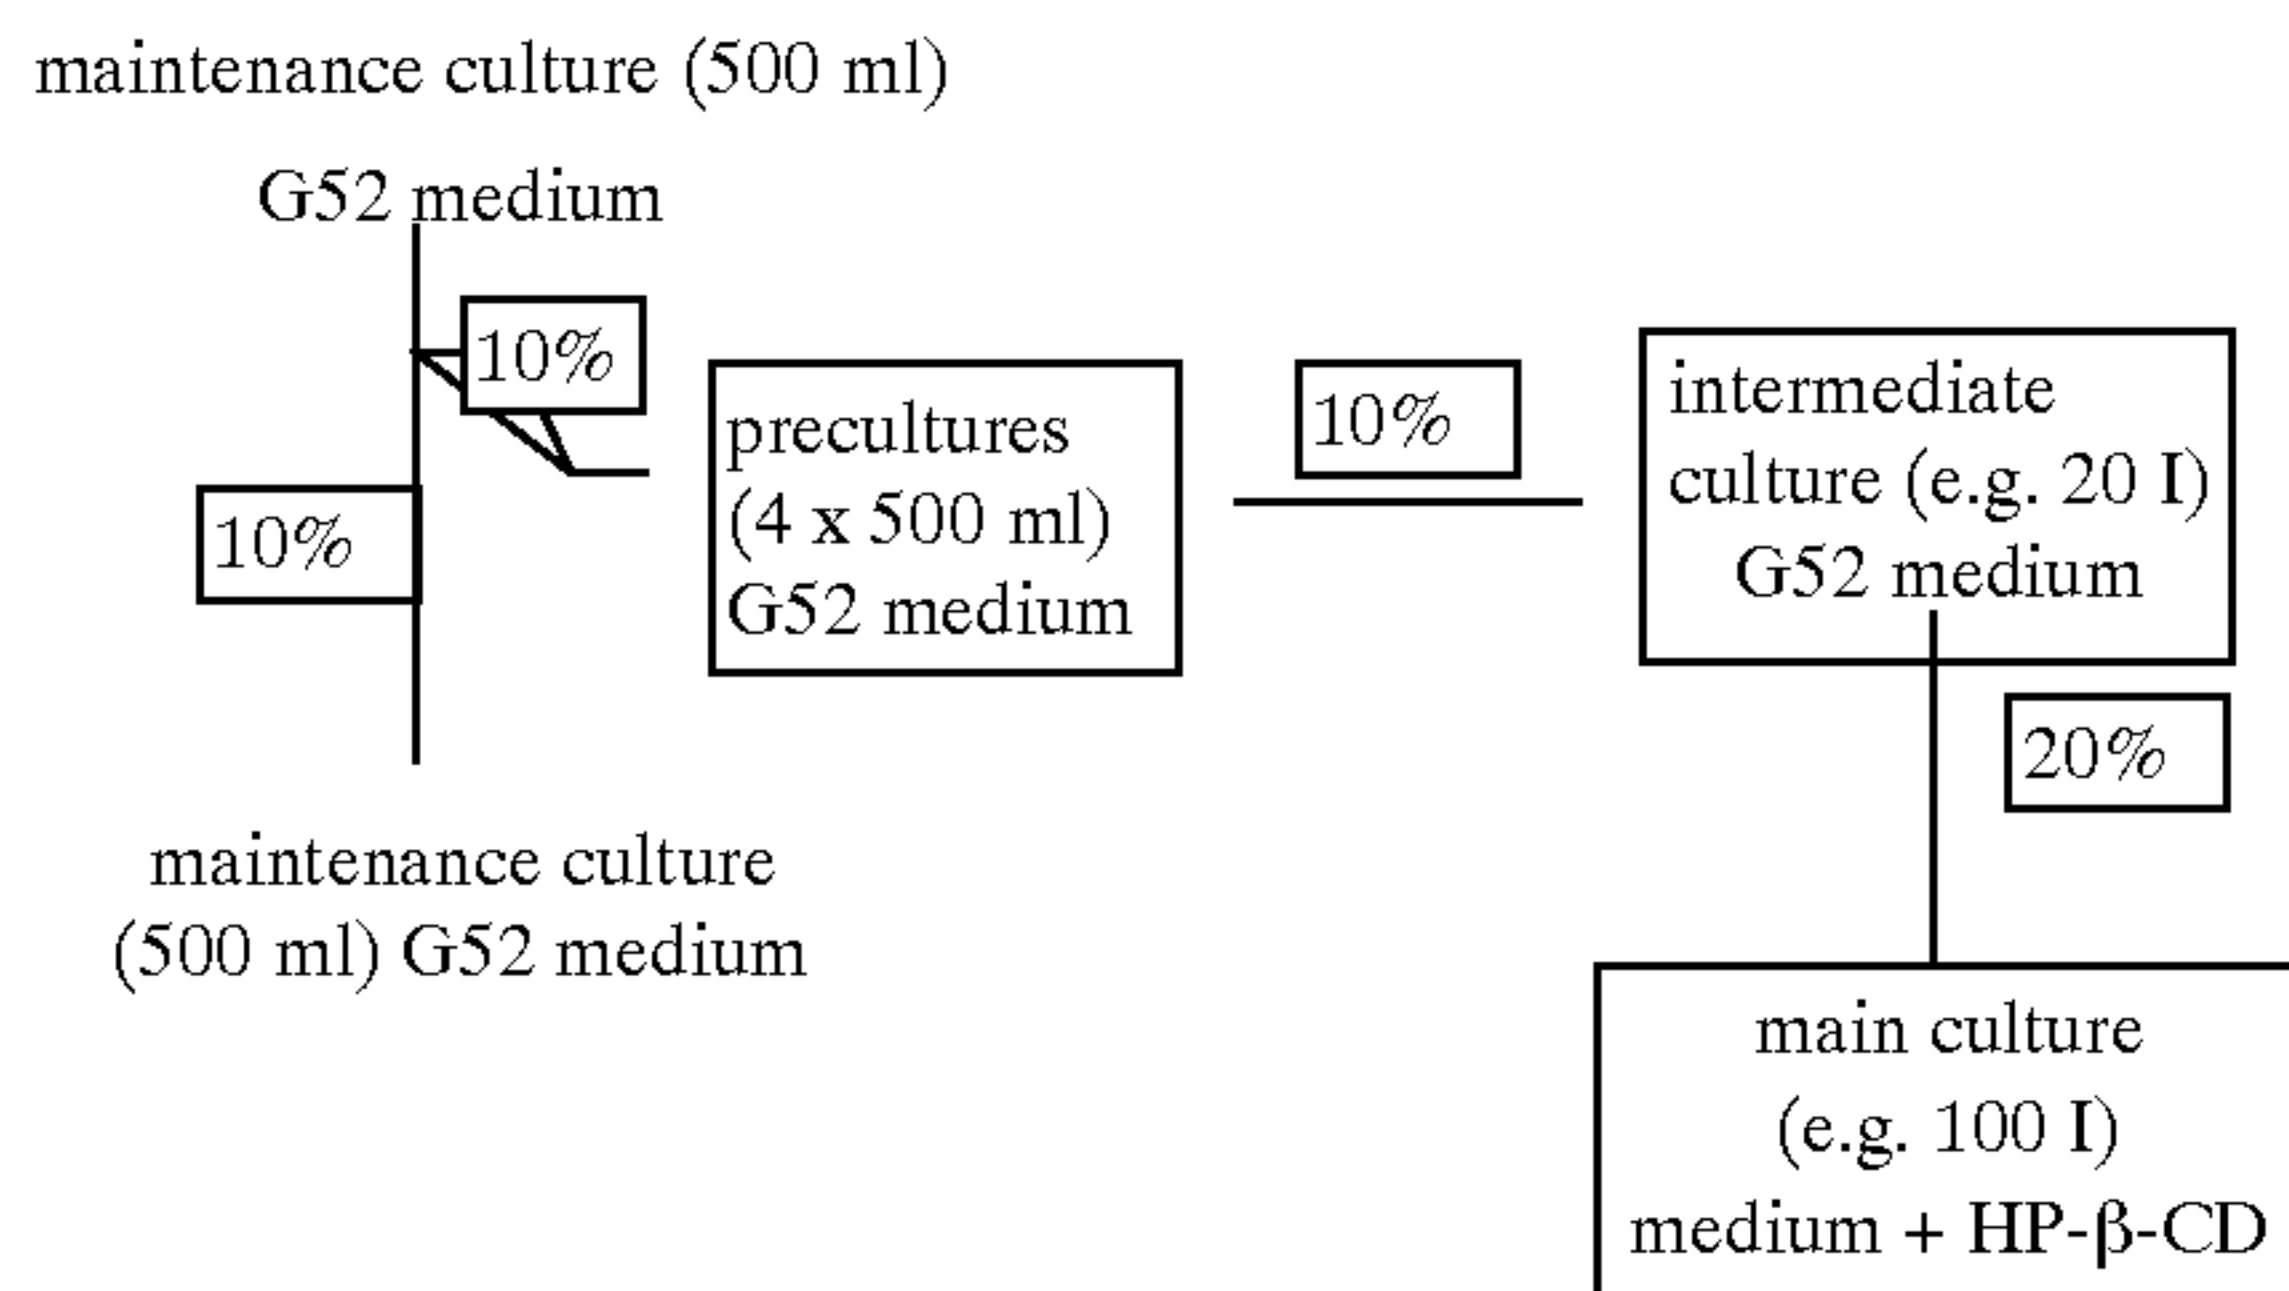 maintenance culture (500 ml)
G52 medium
10%
10%
precultures
(4 x 500 ml)
G52 medium
10%
intermediate
culture (e.g. 20 I)
G52 medium
20%
maintenance culture
(500 ml) G52 medium
main culture
(e.g. 100 I)
medium + HP-β-CD